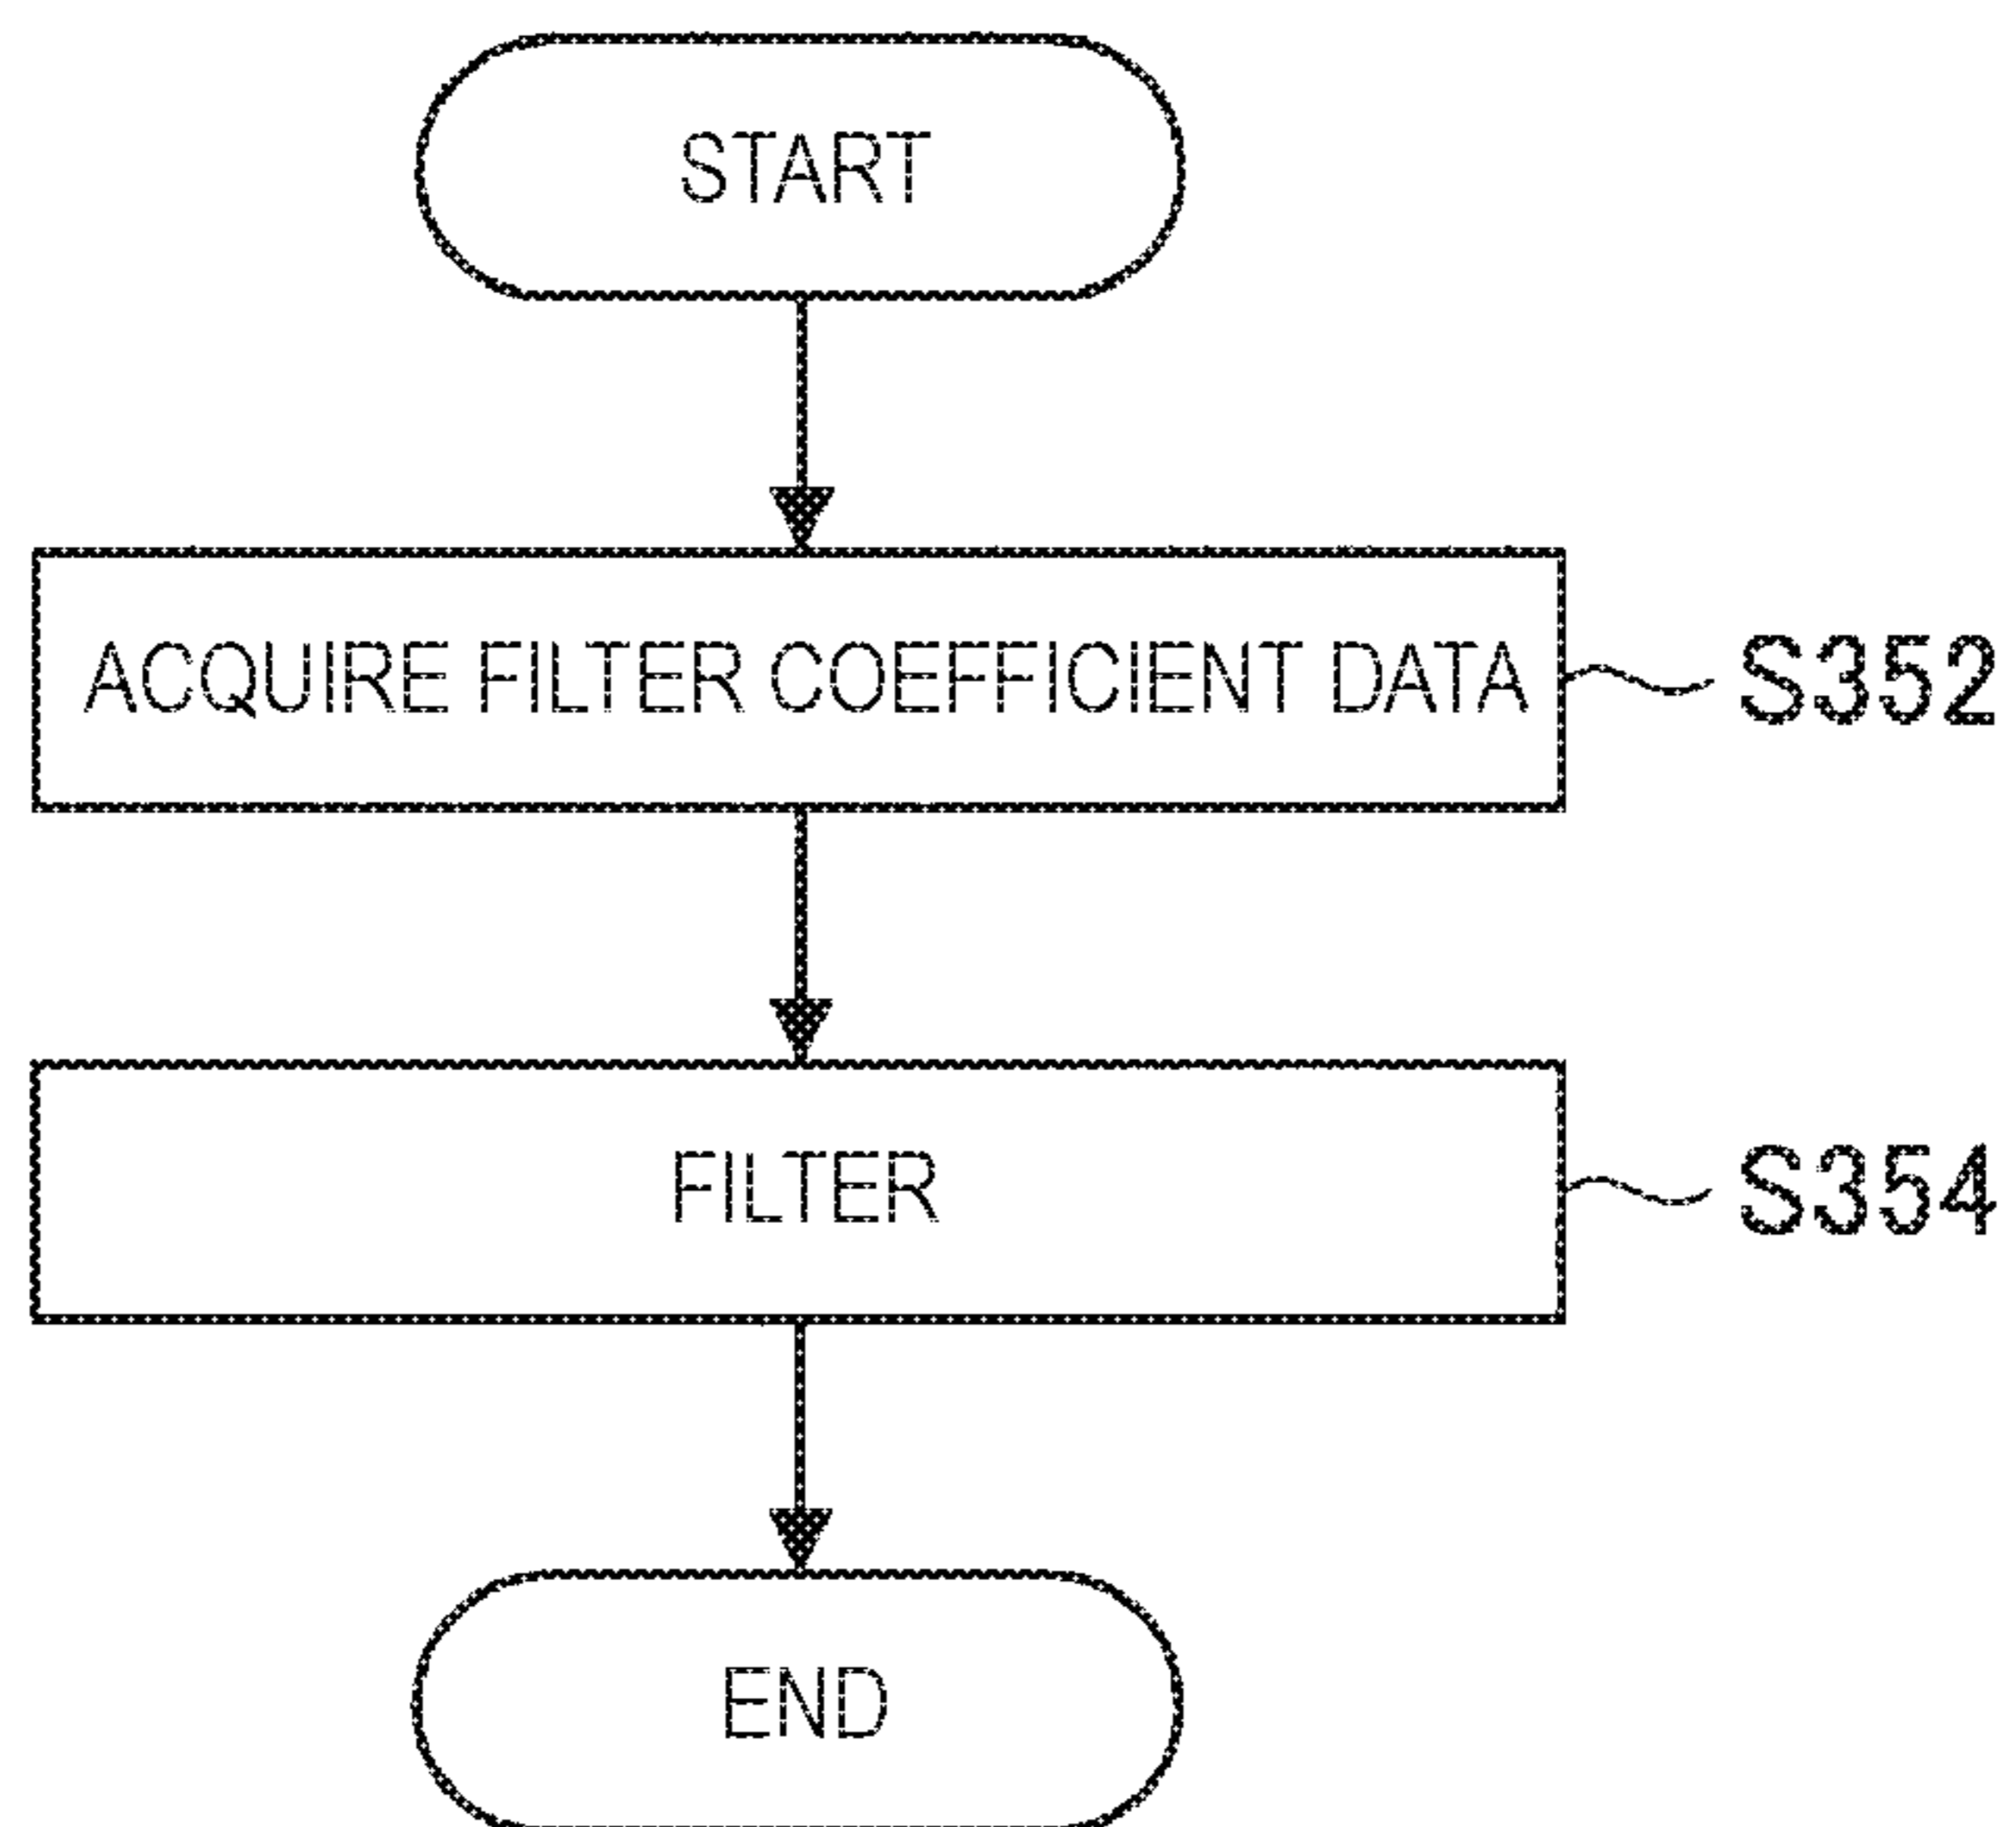 START
ACQUIRE FILTER COEFFICIENT DATA
S352
FILTER
S354
END